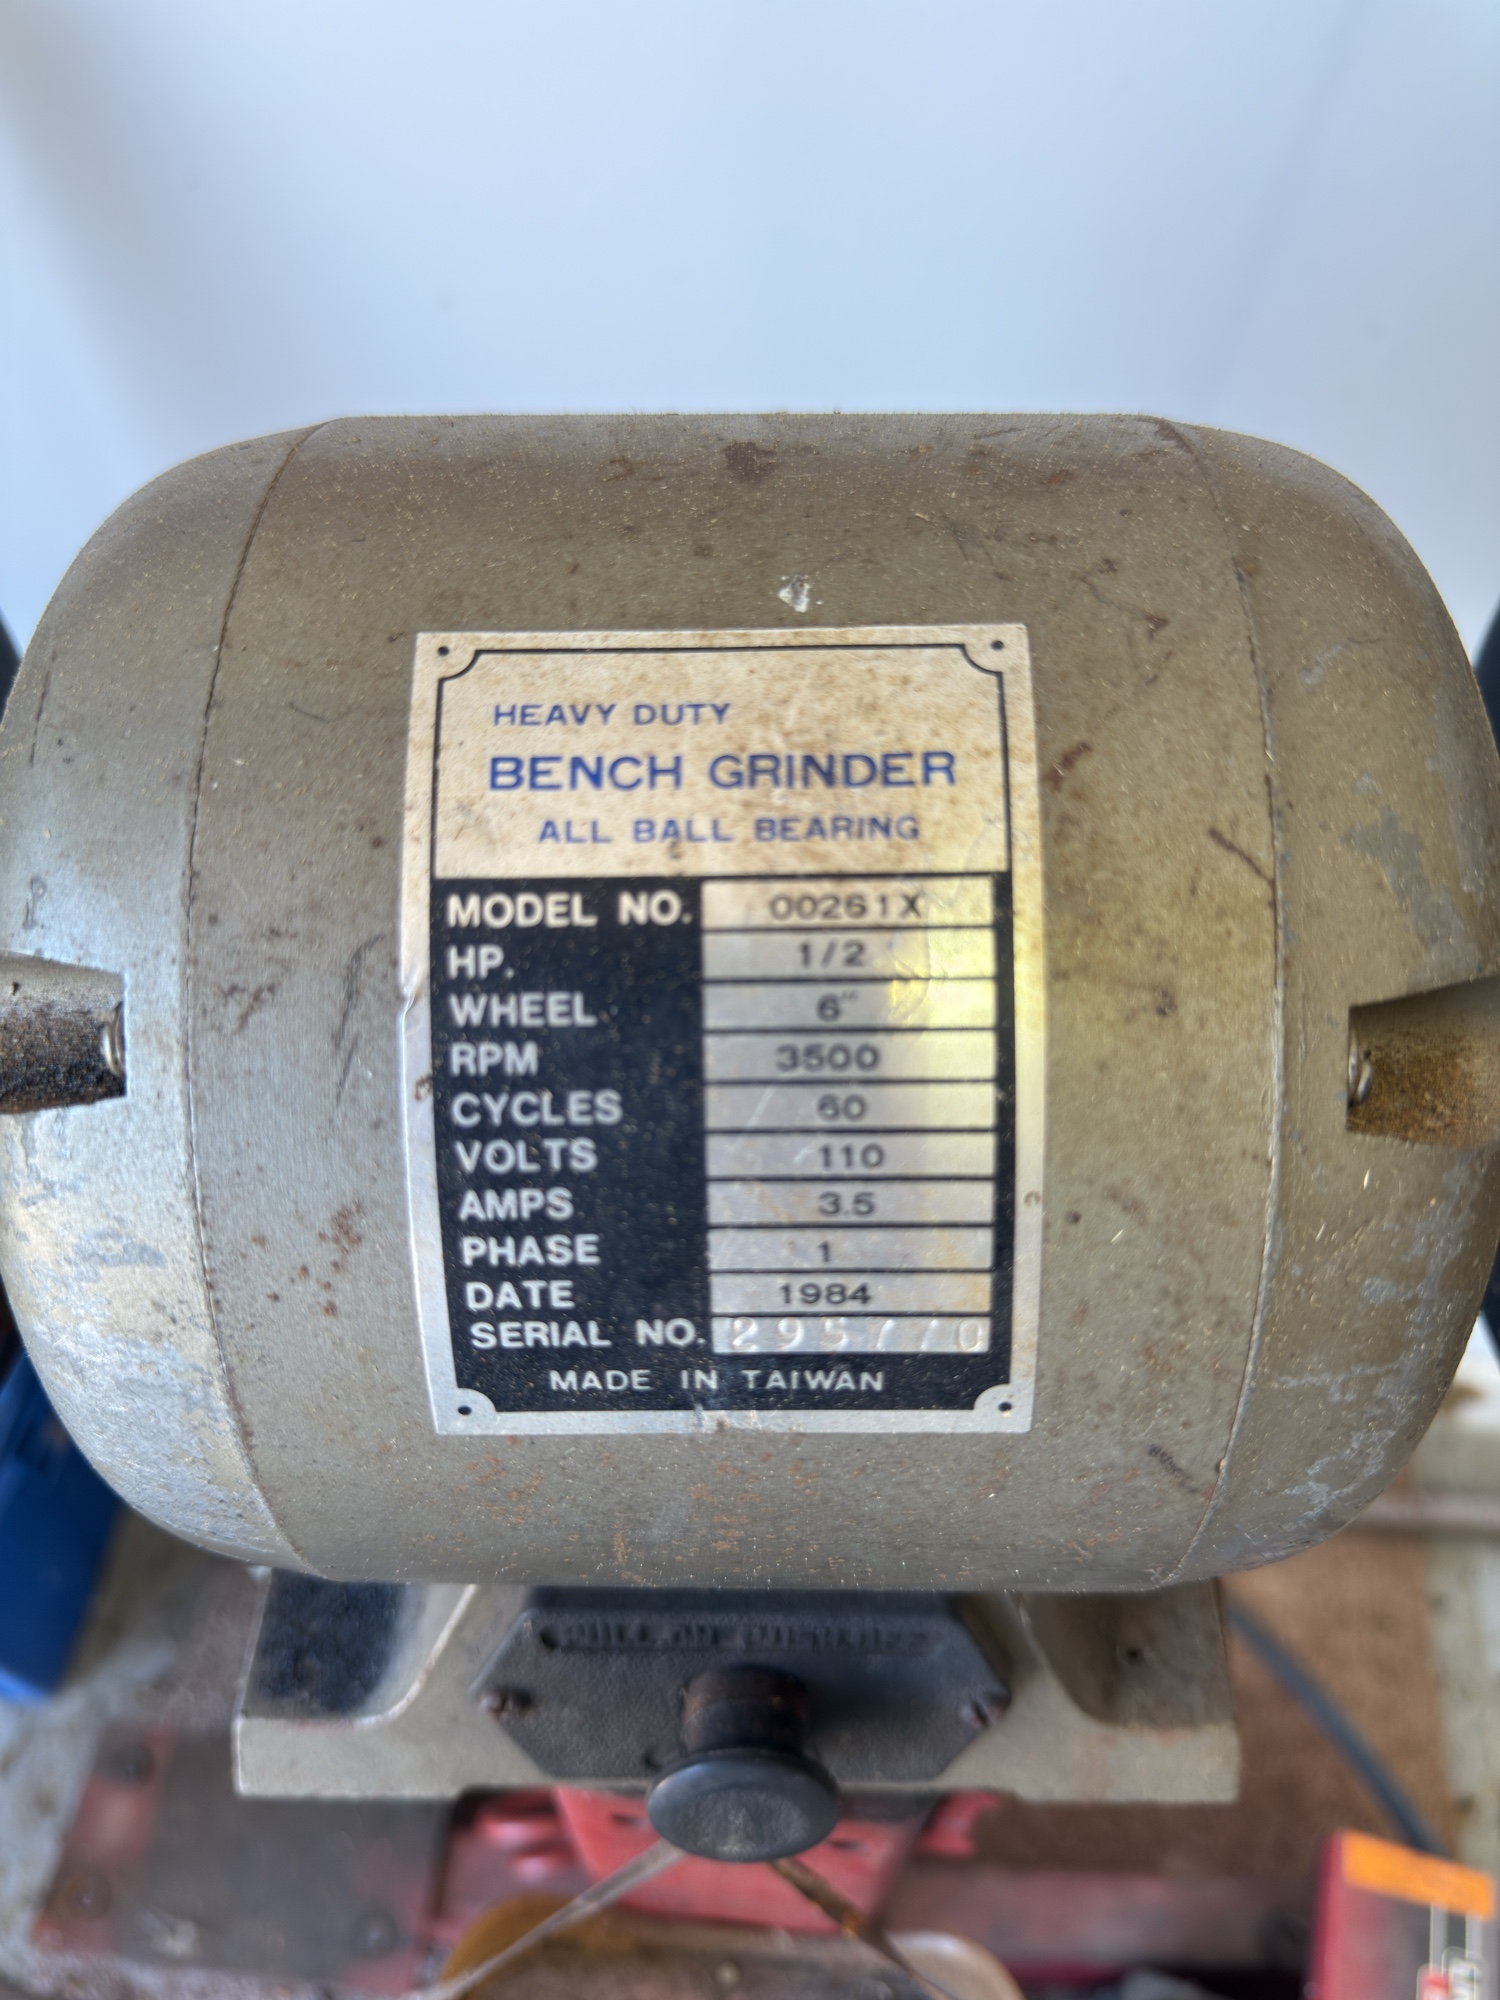 HEAVY DUTY
BENCH GRINDER
ALL BALL BEARING
MODEL NO. 00261X
HP. 1/2
WHEEL 6"
RPM 3500
CYCLES 60
VOLTS 110
AMPS 3.5
PHASE 1
DATE 1984
SERIAL NO. 295770
MADE IN TAIWAN